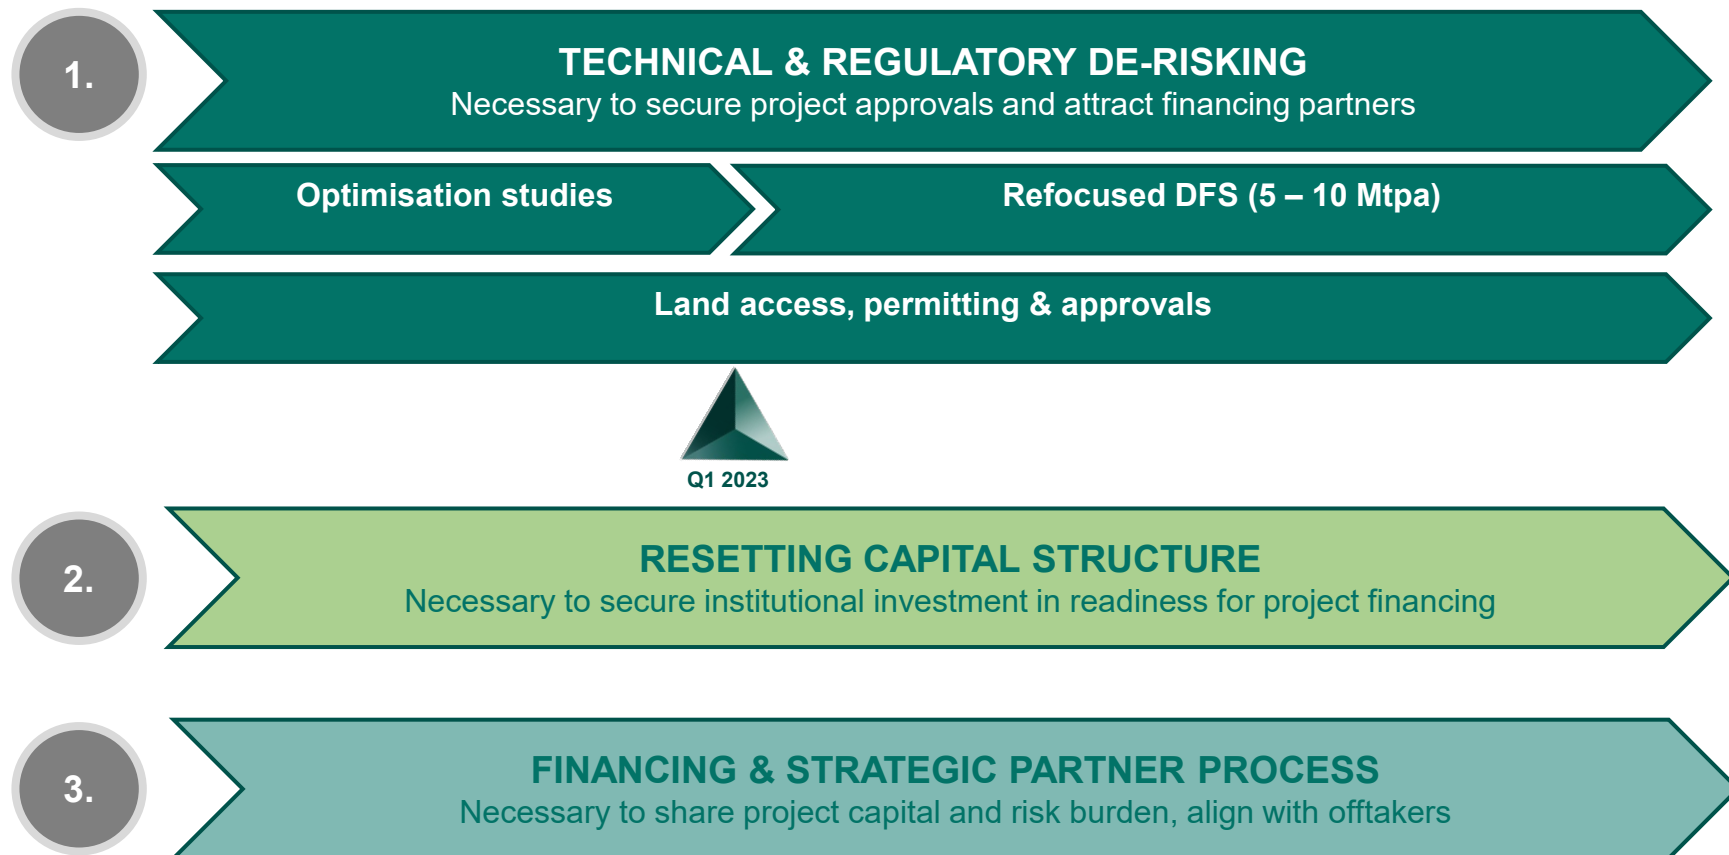 1.
TECHNICAL & REGULATORY DE-RISKING
Necessary to secure project approvals and attract financing partners
Optimisation studies
Refocused DFS (5 – 10 Mtpa)
Land access, permitting & approvals
Q1 2023
2.
RESETTING CAPITAL STRUCTURE
Necessary to secure institutional investment in readiness for project financing
3.
FINANCING & STRATEGIC PARTNER PROCESS
Necessary to share project capital and risk burden, align with offtakers